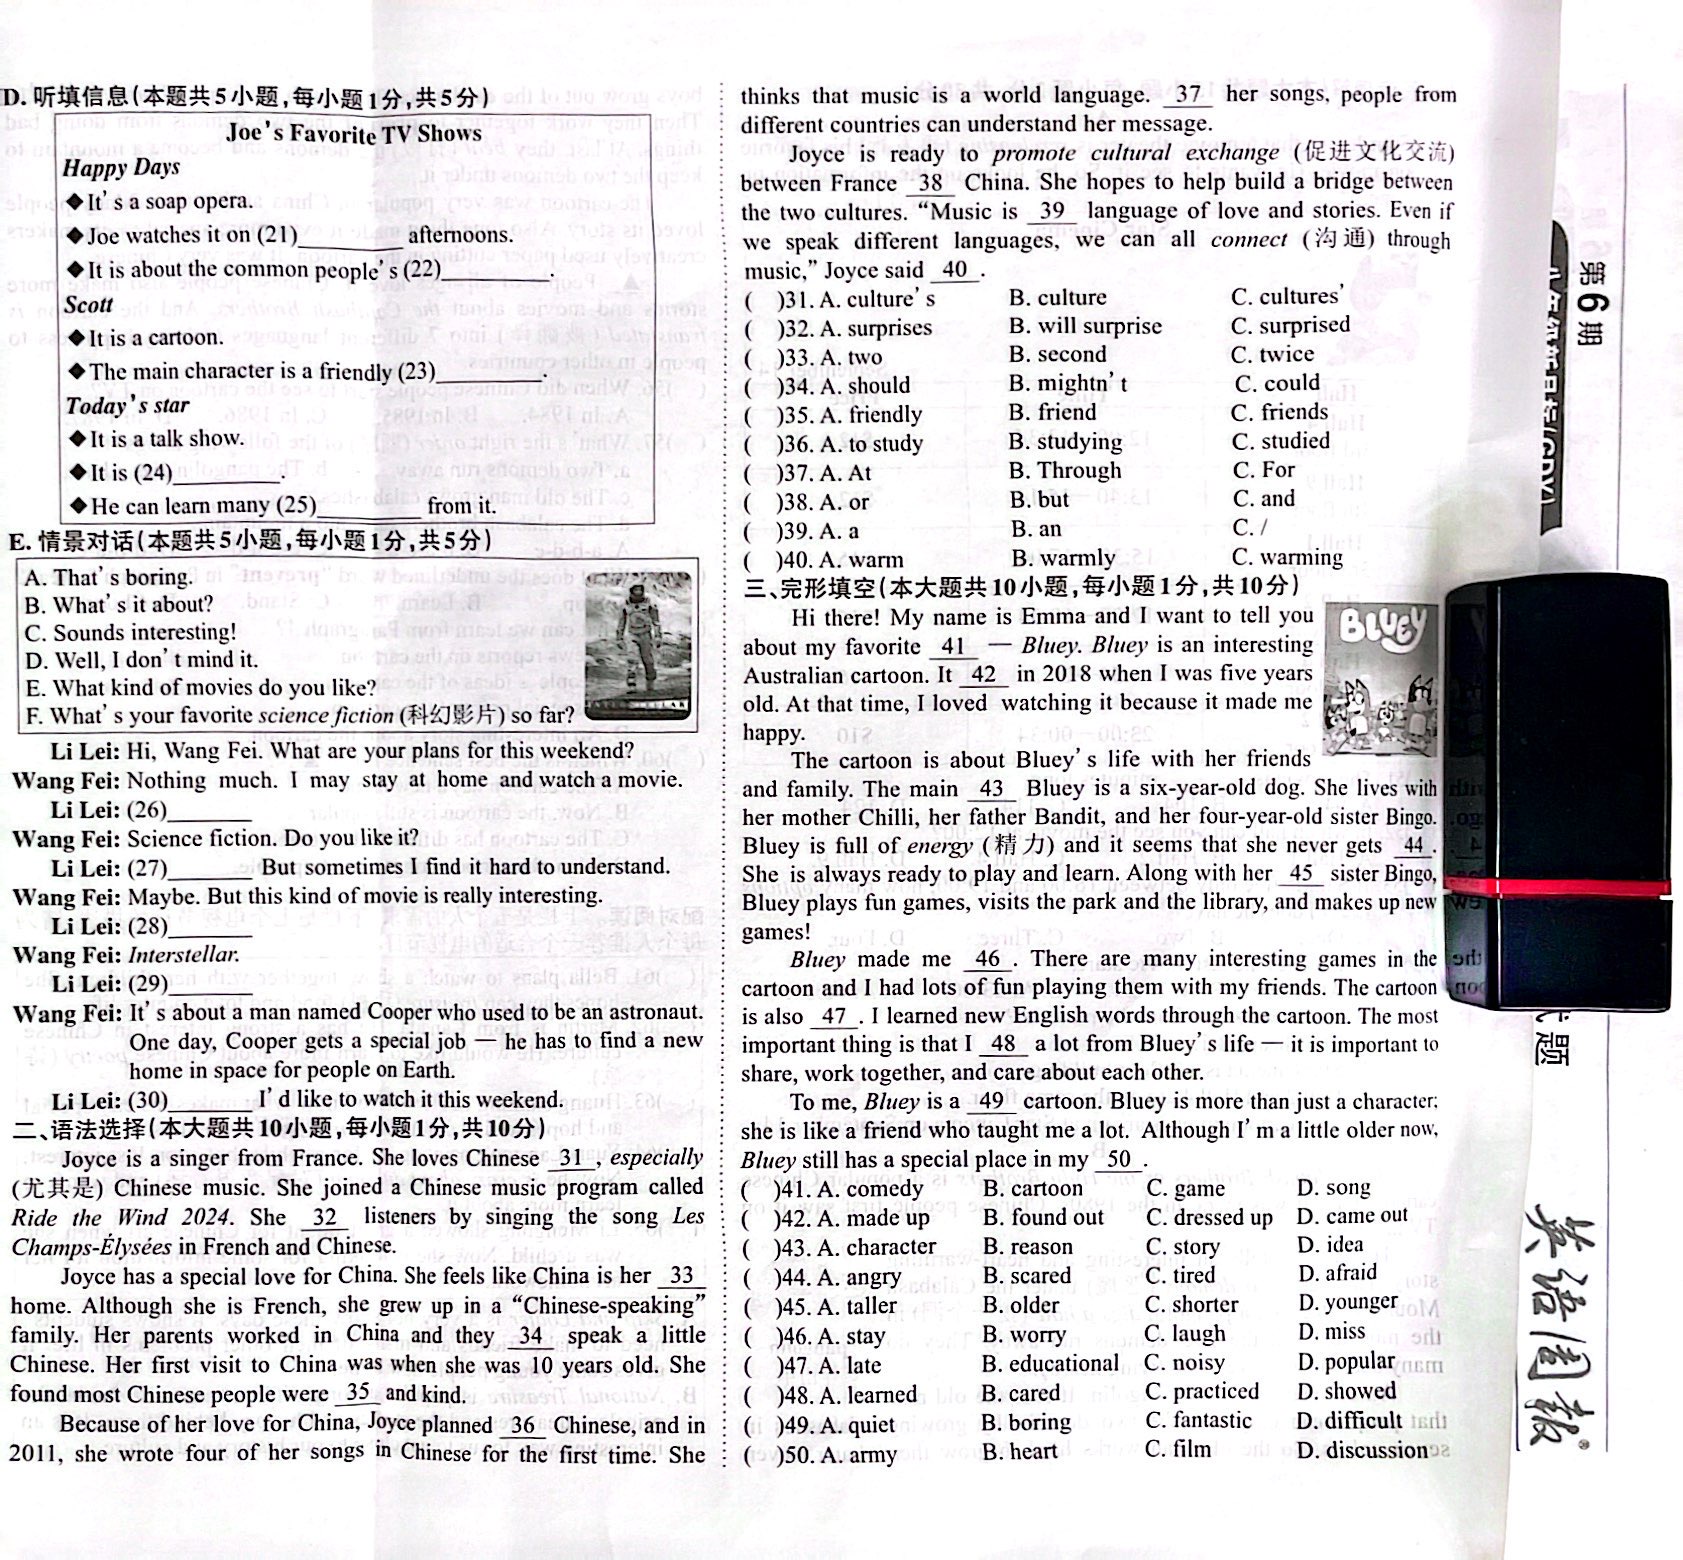 D. 听填信息(本题共5小题,每小题1分,共5分)
Joe's Favorite TV Shows
Happy Days
◆It's a soap opera.
◆Joe watches it on (21)__________ afternoons.
◆It is about the common people's (22)__________.
Scott
◆It is a cartoon.
◆The main character is a friendly (23)__________.
Today's star
◆It is a talk show.
◆It is (24)__________.
◆He can learn many (25)__________ from it.
E. 情景对话(本题共5小题,每小题1分,共5分)
A. That's boring.
B. What's it about?
C. Sounds interesting!
D. Well, I don't mind it.
E. What kind of movies do you like?
F. What's your favorite science fiction (科幻影片) so far?
Li Lei: Hi, Wang Fei. What are your plans for this weekend?
Wang Fei: Nothing much. I may stay at home and watch a movie.
Li Lei: (26)________
Wang Fei: Science fiction. Do you like it?
Li Lei: (27)________ But sometimes I find it hard to understand.
Wang Fei: Maybe. But this kind of movie is really interesting.
Li Lei: (28)________
Wang Fei: Interstellar.
Li Lei: (29)________
Wang Fei: It's about a man named Cooper who used to be an astronaut.
One day, Cooper gets a special job — he has to find a new
home in space for people on Earth.
Li Lei: (30)________ I'd like to watch it this weekend.
二、语法选择(本大题共10小题,每小题1分,共10分)
Joyce is a singer from France. She loves Chinese 31 , especially
(尤其是) Chinese music. She joined a Chinese music program called
Ride the Wind 2024. She 32 listeners by singing the song Les
Champs-Élysées in French and Chinese.
Joyce has a special love for China. She feels like China is her 33
home. Although she is French, she grew up in a “Chinese-speaking”
family. Her parents worked in China and they 34 speak a little
Chinese. Her first visit to China was when she was 10 years old. She
found most Chinese people were 35 and kind.
Because of her love for China, Joyce planned 36 Chinese, and in
2011, she wrote four of her songs in Chinese for the first time. She
thinks that music is a world language. 37 her songs, people from
different countries can understand her message.
Joyce is ready to promote cultural exchange (促进文化交流)
between France 38 China. She hopes to help build a bridge between
the two cultures. “Music is 39 language of love and stories. Even if
we speak different languages, we can all connect (沟通) through
music,” Joyce said 40 .
( )31. A. culture's B. culture C. cultures'
( )32. A. surprises B. will surprise C. surprised
( )33. A. two B. second C. twice
( )34. A. should B. mightn't C. could
( )35. A. friendly B. friend C. friends
( )36. A. to study B. studying C. studied
( )37. A. At B. Through C. For
( )38. A. or B. but C. and
( )39. A. a B. an C. /
( )40. A. warm B. warmly C. warming
三、完形填空(本大题共10小题,每小题1分,共10分)
Hi there! My name is Emma and I want to tell you
about my favorite 41 — Bluey. Bluey is an interesting
Australian cartoon. It 42 in 2018 when I was five years
old. At that time, I loved watching it because it made me
happy.
BLUEY
The cartoon is about Bluey's life with her friends
and family. The main 43 Bluey is a six-year-old dog. She lives with
her mother Chilli, her father Bandit, and her four-year-old sister Bingo.
Bluey is full of energy (精力) and it seems that she never gets 44 .
She is always ready to play and learn. Along with her 45 sister Bingo,
Bluey plays fun games, visits the park and the library, and makes up new
games!
Bluey made me 46 . There are many interesting games in the
cartoon and I had lots of fun playing them with my friends. The cartoon
is also 47 . I learned new English words through the cartoon. The most
important thing is that I 48 a lot from Bluey's life — it is important to
share, work together, and care about each other.
To me, Bluey is a 49 cartoon. Bluey is more than just a character;
she is like a friend who taught me a lot. Although I'm a little older now,
Bluey still has a special place in my 50 .
( )41. A. comedy B. cartoon C. game D. song
( )42. A. made up B. found out C. dressed up D. came out
( )43. A. character B. reason C. story D. idea
( )44. A. angry B. scared C. tired D. afraid
( )45. A. taller B. older C. shorter D. younger
( )46. A. stay B. worry C. laugh D. miss
( )47. A. late B. educational C. noisy D. popular
( )48. A. learned B. cared C. practiced D. showed
( )49. A. quiet B. boring C. fantastic D. difficult
( )50. A. army B. heart C. film D. discussion
第6期
题
英语周报®